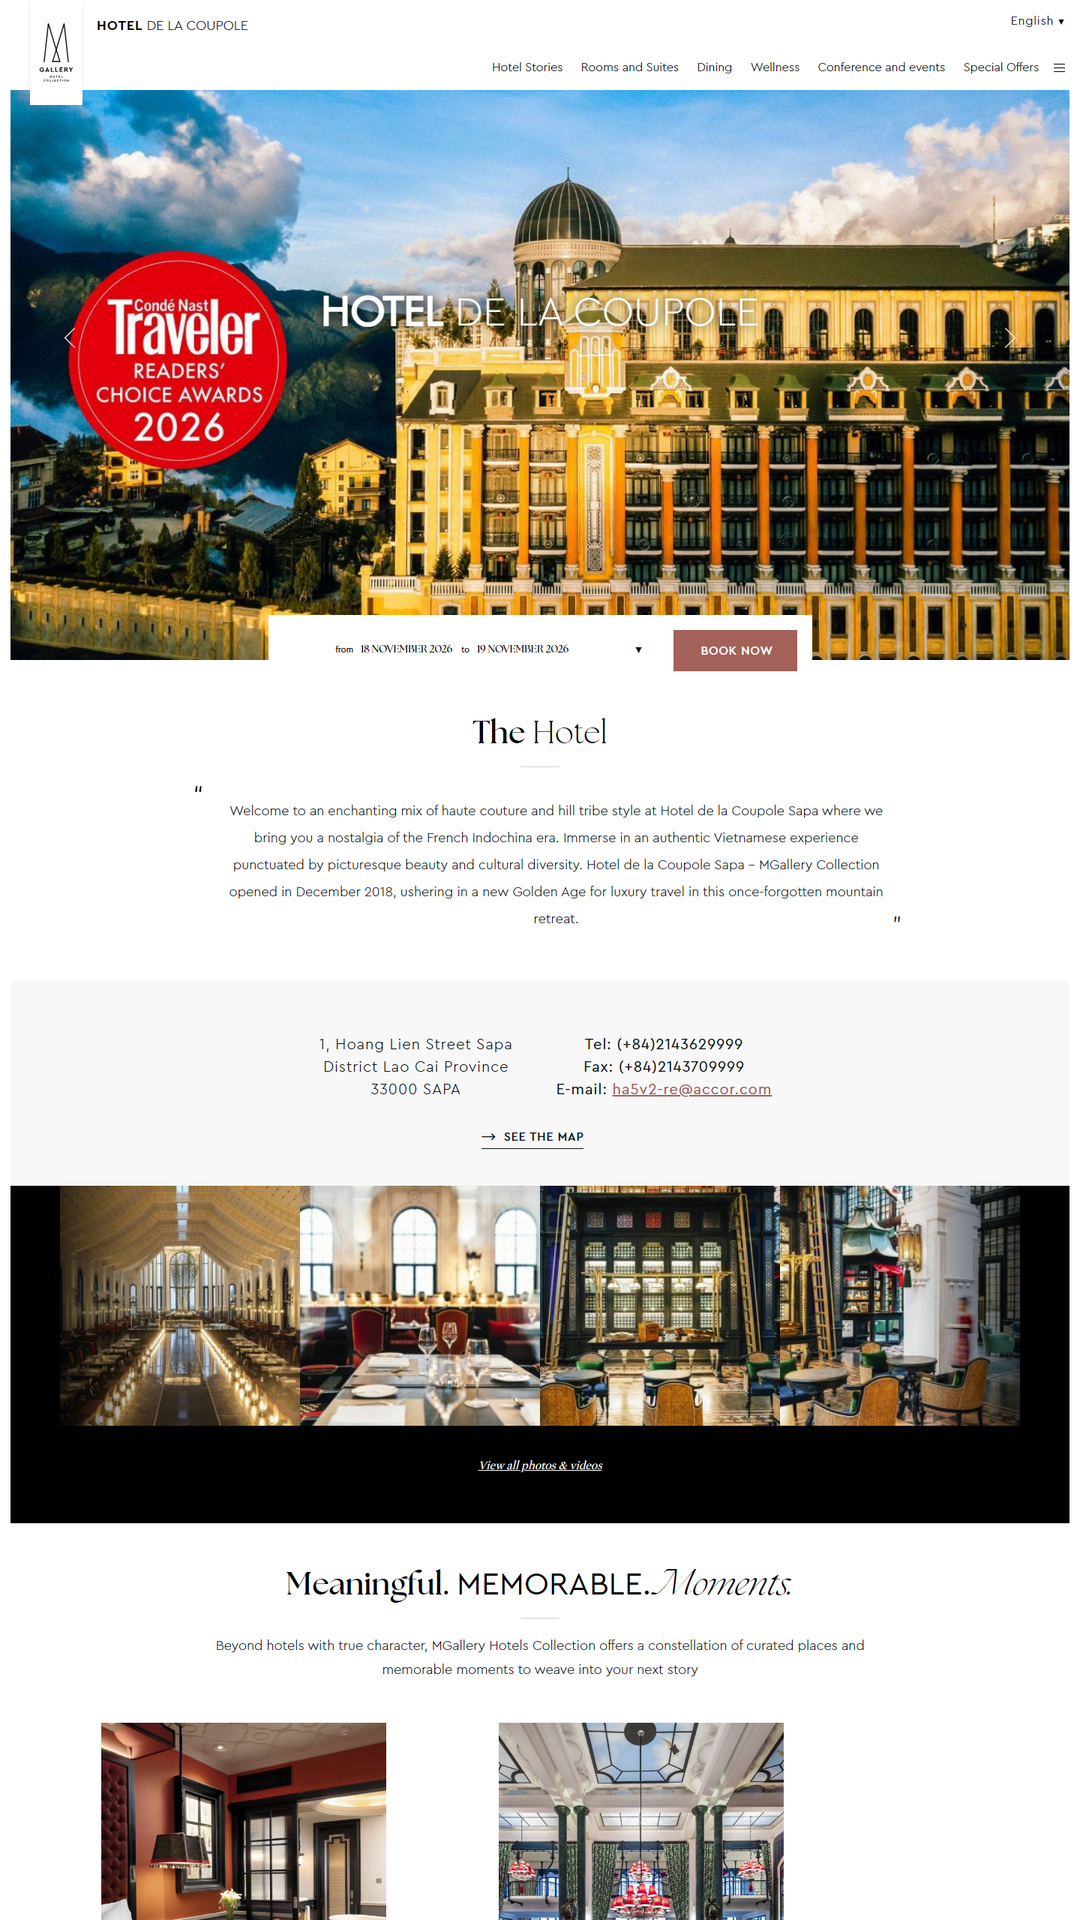 GALLERY
HOTEL
COLLECTION
HOTEL DE LA COUPOLE
English ▼
Hotel Stories
Rooms and Suites
Dining
Wellness
Conference and events
Special Offers
Condé Nast
Traveler
READERS'
CHOICE AWARDS
2026
HOTEL DE LA COUPOLE
from 18 NOVEMBER 2026 to 19 NOVEMBER 2026 ▼
BOOK NOW
The Hotel
"
Welcome to an enchanting mix of haute couture and hill tribe style at Hotel de la Coupole Sapa where we
bring you a nostalgia of the French Indochina era. Immerse in an authentic Vietnamese experience
punctuated by picturesque beauty and cultural diversity. Hotel de la Coupole Sapa – MGallery Collection
opened in December 2018, ushering in a new Golden Age for luxury travel in this once-forgotten mountain
retreat.
"
1, Hoang Lien Street Sapa
District Lao Cai Province
33000 SAPA
Tel: (+84)2143629999
Fax: (+84)2143709999
E-mail: ha5v2-re@accor.com
→ SEE THE MAP
View all photos & videos
Meaningful. MEMORABLE. Moments.
Beyond hotels with true character, MGallery Hotels Collection offers a constellation of curated places and
memorable moments to weave into your next story